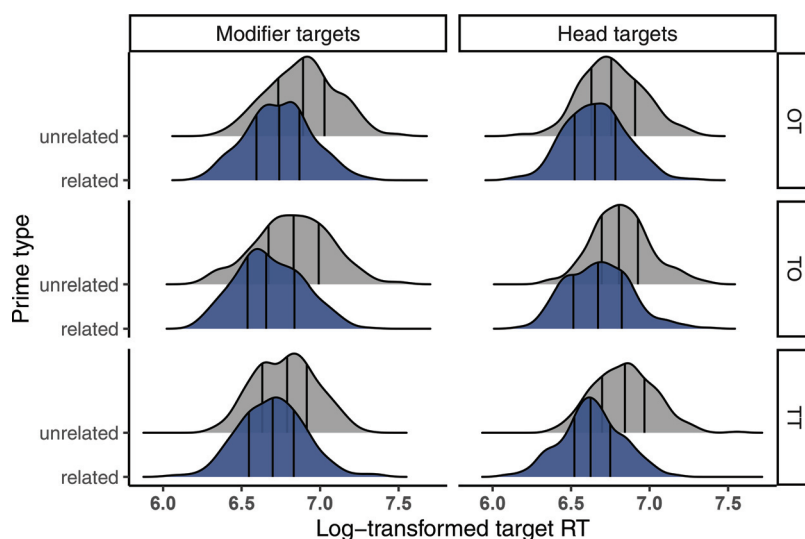 Modifier targets
Head targets
unrelated
related
OT
unrelated
related
TO
unrelated
related
TT
Prime type
6.0 6.5 7.0 7.5
6.0 6.5 7.0 7.5
Log−transformed target RT